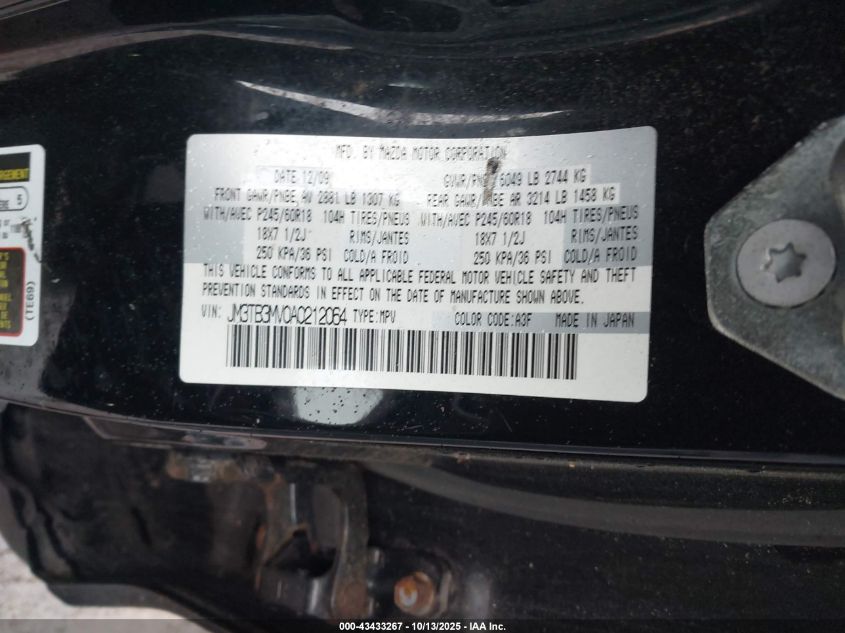 MFD. BY MAZDA MOTOR CORPORATION
DATE 12/09 GVWR/PNBV 6049 LB 2744 KG
FRONT GAWR/PNBE AV 2881 LB 1307 KG REAR GAWR/PNBE AR 3214 LB 1458 KG
WITH/AVEC P245/60R18 104H TIRES/PNEUS WITH/AVEC P245/60R18 104H TIRES/PNEUS
18X7 1/2J RIMS/JANTES 18X7 1/2J RIMS/JANTES
250 KPA/36 PSI COLD/A FROID 250 KPA/36 PSI COLD/A FROID
THIS VEHICLE CONFORMS TO ALL APPLICABLE FEDERAL MOTOR VEHICLE SAFETY AND THEFT
PREVENTION STANDARDS IN EFFECT ON THE DATE OF MANUFACTURE SHOWN ABOVE.
VIN: JM3TB3MV0A0212064 TYPE:MPV COLOR CODE:A3F MADE IN JAPAN
5
(TE69)
000-43433267 - 10/13/2025 - IAA Inc.